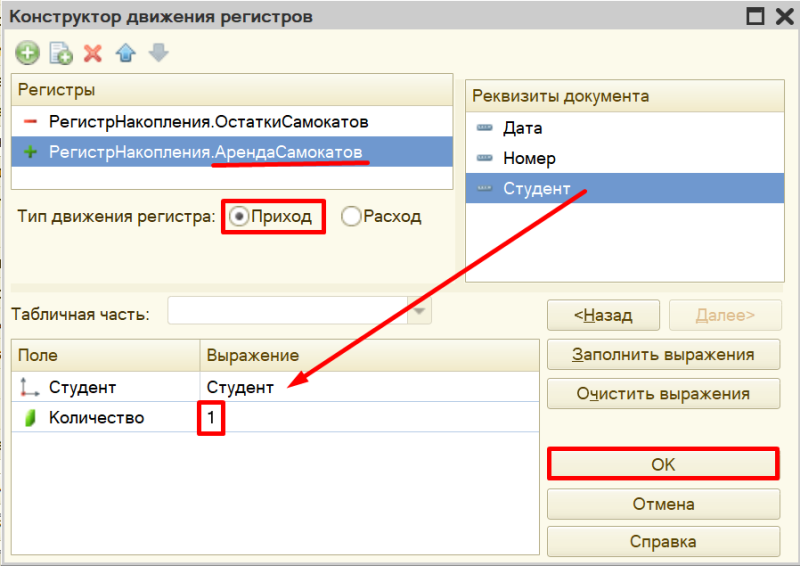 Конструктор движения регистров
Регистры
РегистрНакопления.ОстаткиСамокатов
РегистрНакопления.АрендаСамокатов
Тип движения регистра: Приход Расход
Реквизиты документа
Дата
Номер
Студент
Табличная часть:
<Назад Далее>
Поле Выражение
Студент Студент
Количество 1
Заполнить выражения
Очистить выражения
OK
Отмена
Справка